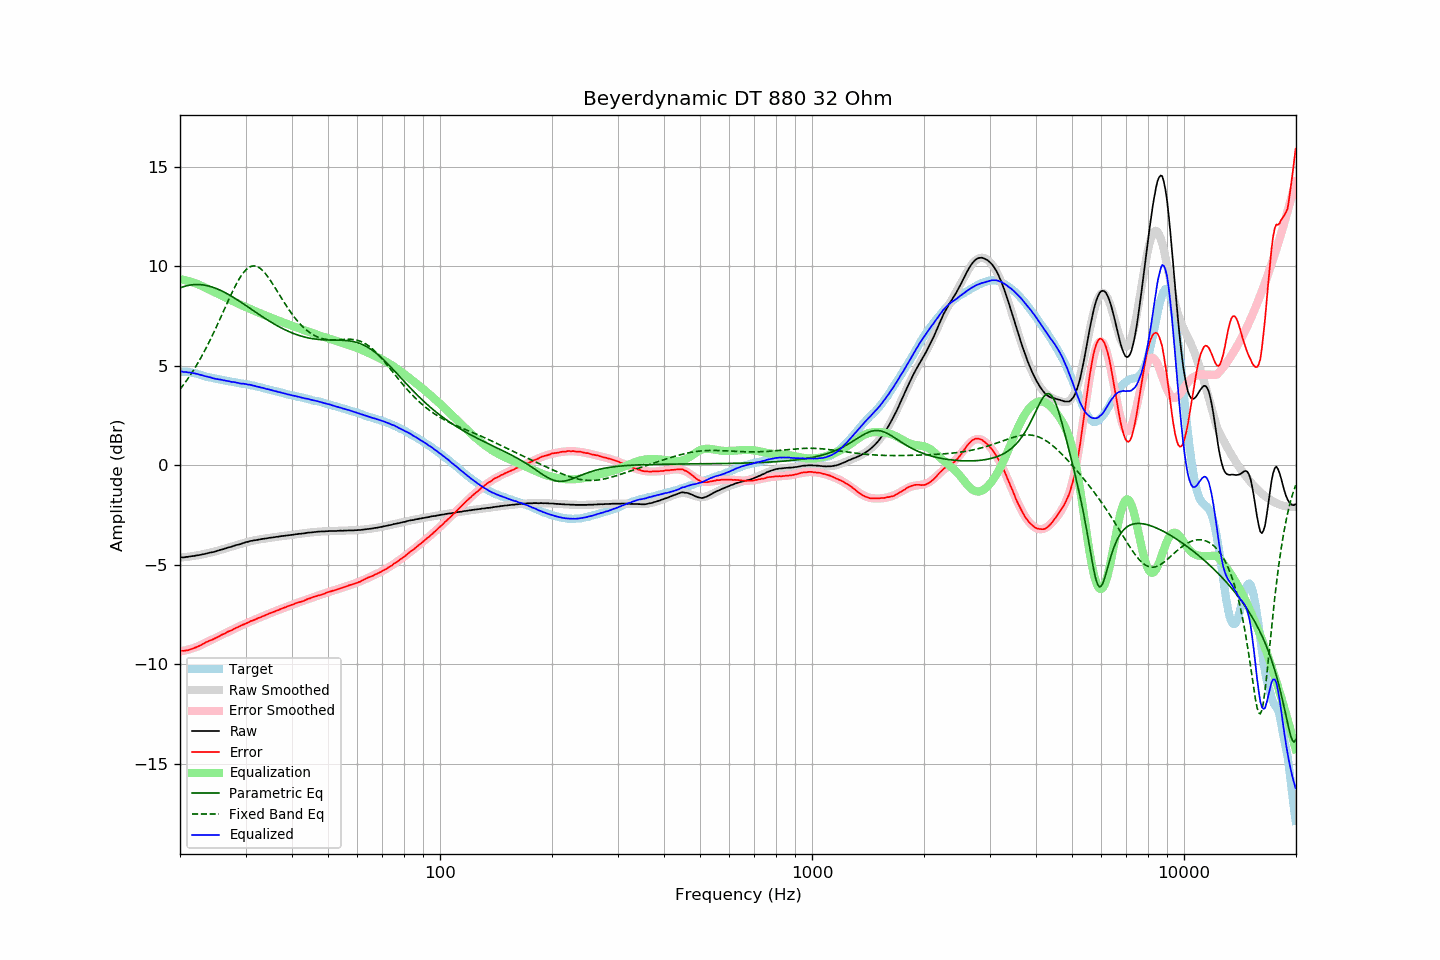 Beyerdynamic DT 880 32 Ohm
Amplitude (dBr)
15
10
5
0
−5
−10
−15
Target
Raw Smoothed
Error Smoothed
Raw
Error
Equalization
Parametric Eq
Fixed Band Eq
Equalized
100
1000
10000
Frequency (Hz)